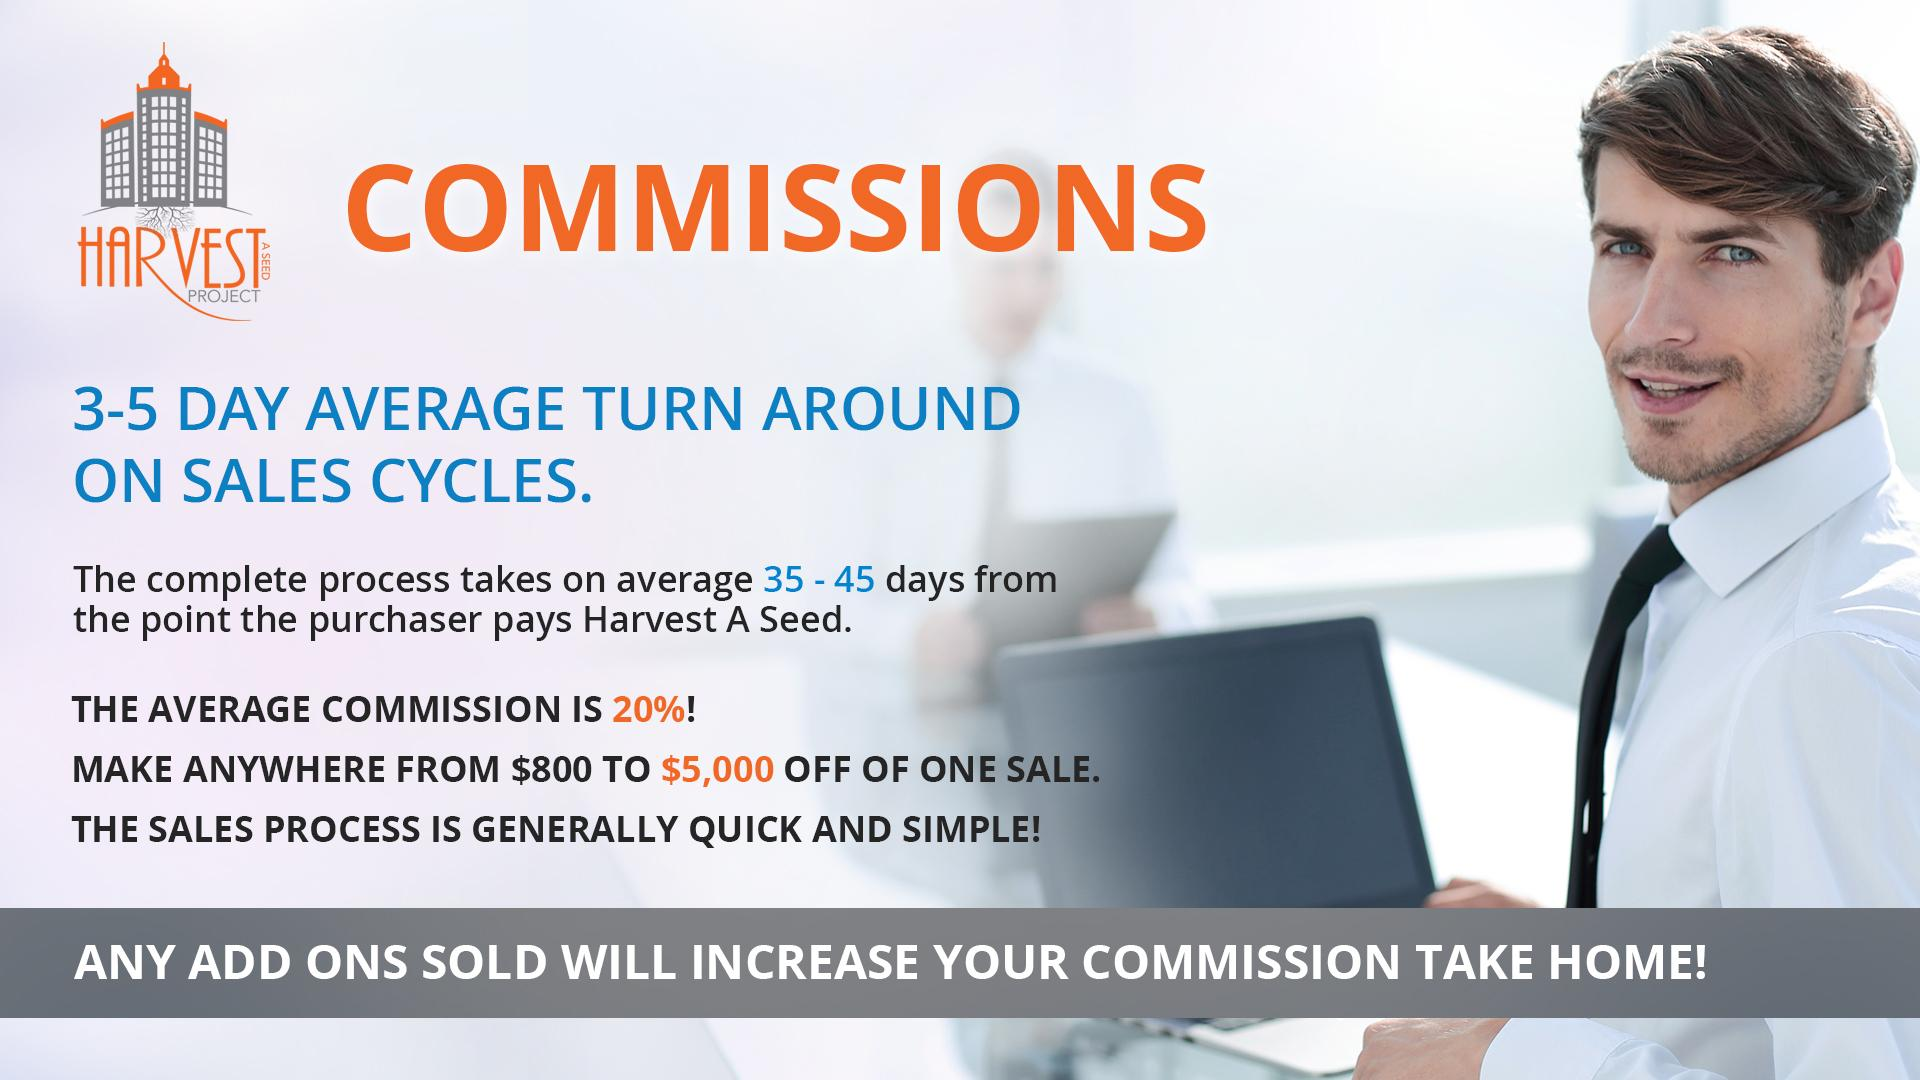 HARVEST
A SEED
PROJECT
COMMISSIONS
3-5 DAY AVERAGE TURN AROUND
ON SALES CYCLES.
The complete process takes on average 35 - 45 days from
the point the purchaser pays Harvest A Seed.
THE AVERAGE COMMISSION IS 20%!
MAKE ANYWHERE FROM $800 TO $5,000 OFF OF ONE SALE.
THE SALES PROCESS IS GENERALLY QUICK AND SIMPLE!
ANY ADD ONS SOLD WILL INCREASE YOUR COMMISSION TAKE HOME!